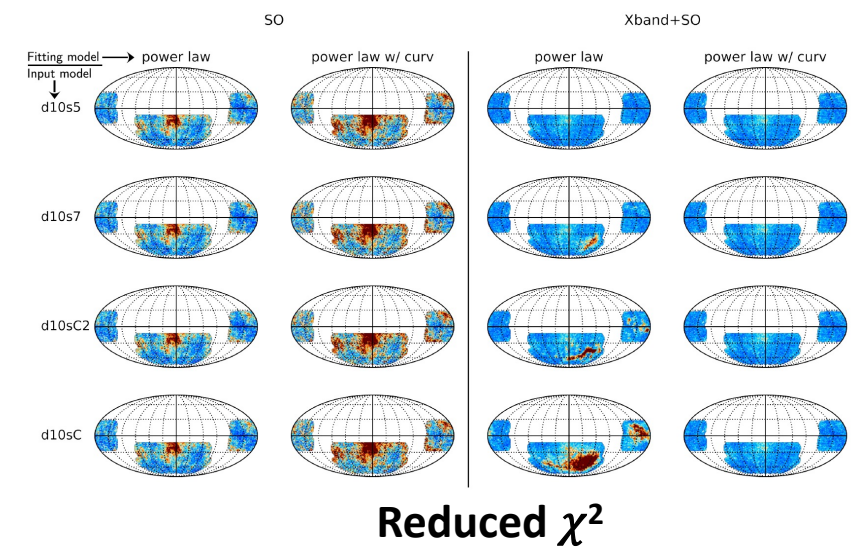 SO Xband+SO
Fitting model power law power law w/ curv power law power law w/ curv
Input model
d10s5
d10s7
d10sC2
d10sC
Reduced χ²